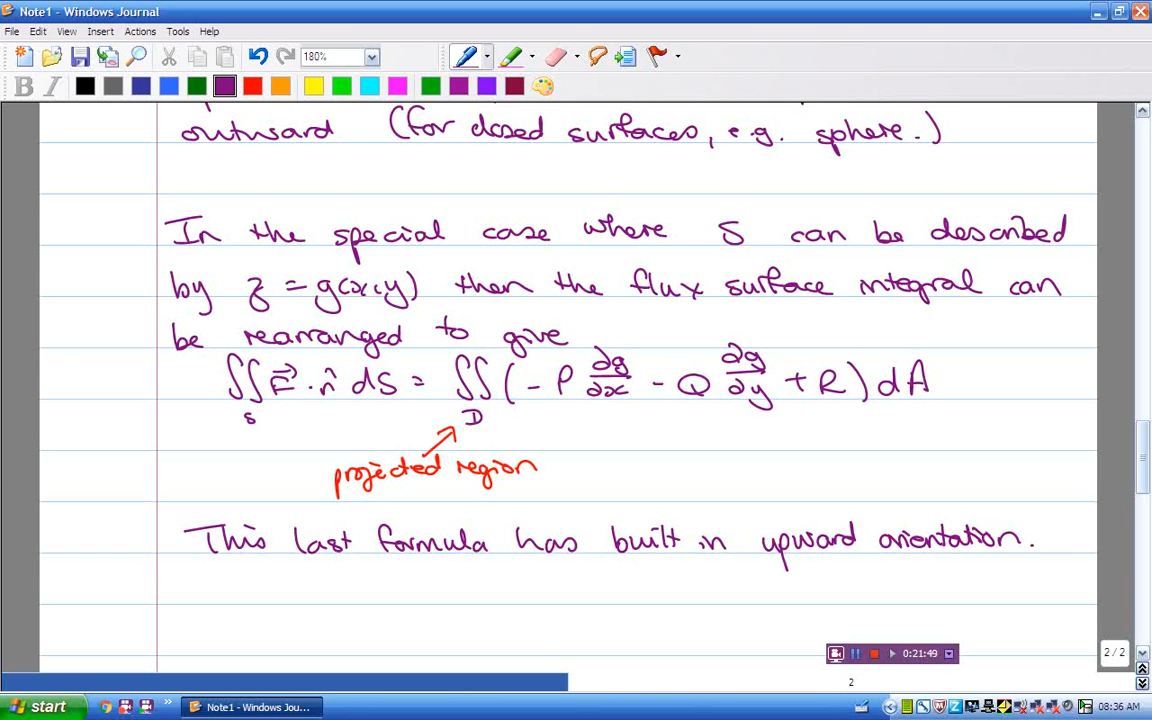 Note1 - Windows Journal
File Edit View Insert Actions Tools Help
180%
B I
outward (for closed surfaces, e.g. sphere.)
In the special case where S can be described
by z = g(x,y) then the flux surface integral can
be rearranged to give
∬_S F⃗ · n̂ dS = ∬_D (- P ∂g/∂x - Q ∂g/∂y + R) dA
projected region
This last formula has built in upward orientation.
0:21:49
2 / 2
2
start
Note1 - Windows Jou...
08:36 AM